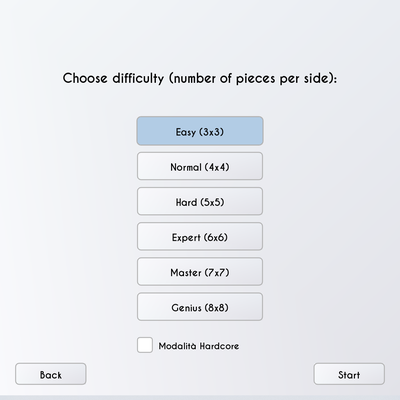 Choose difficulty (number of pieces per side):
Easy (3x3)
Normal (4x4)
Hard (5x5)
Expert (6x6)
Master (7x7)
Genius (8x8)
Modalità Hardcore
Back
Start